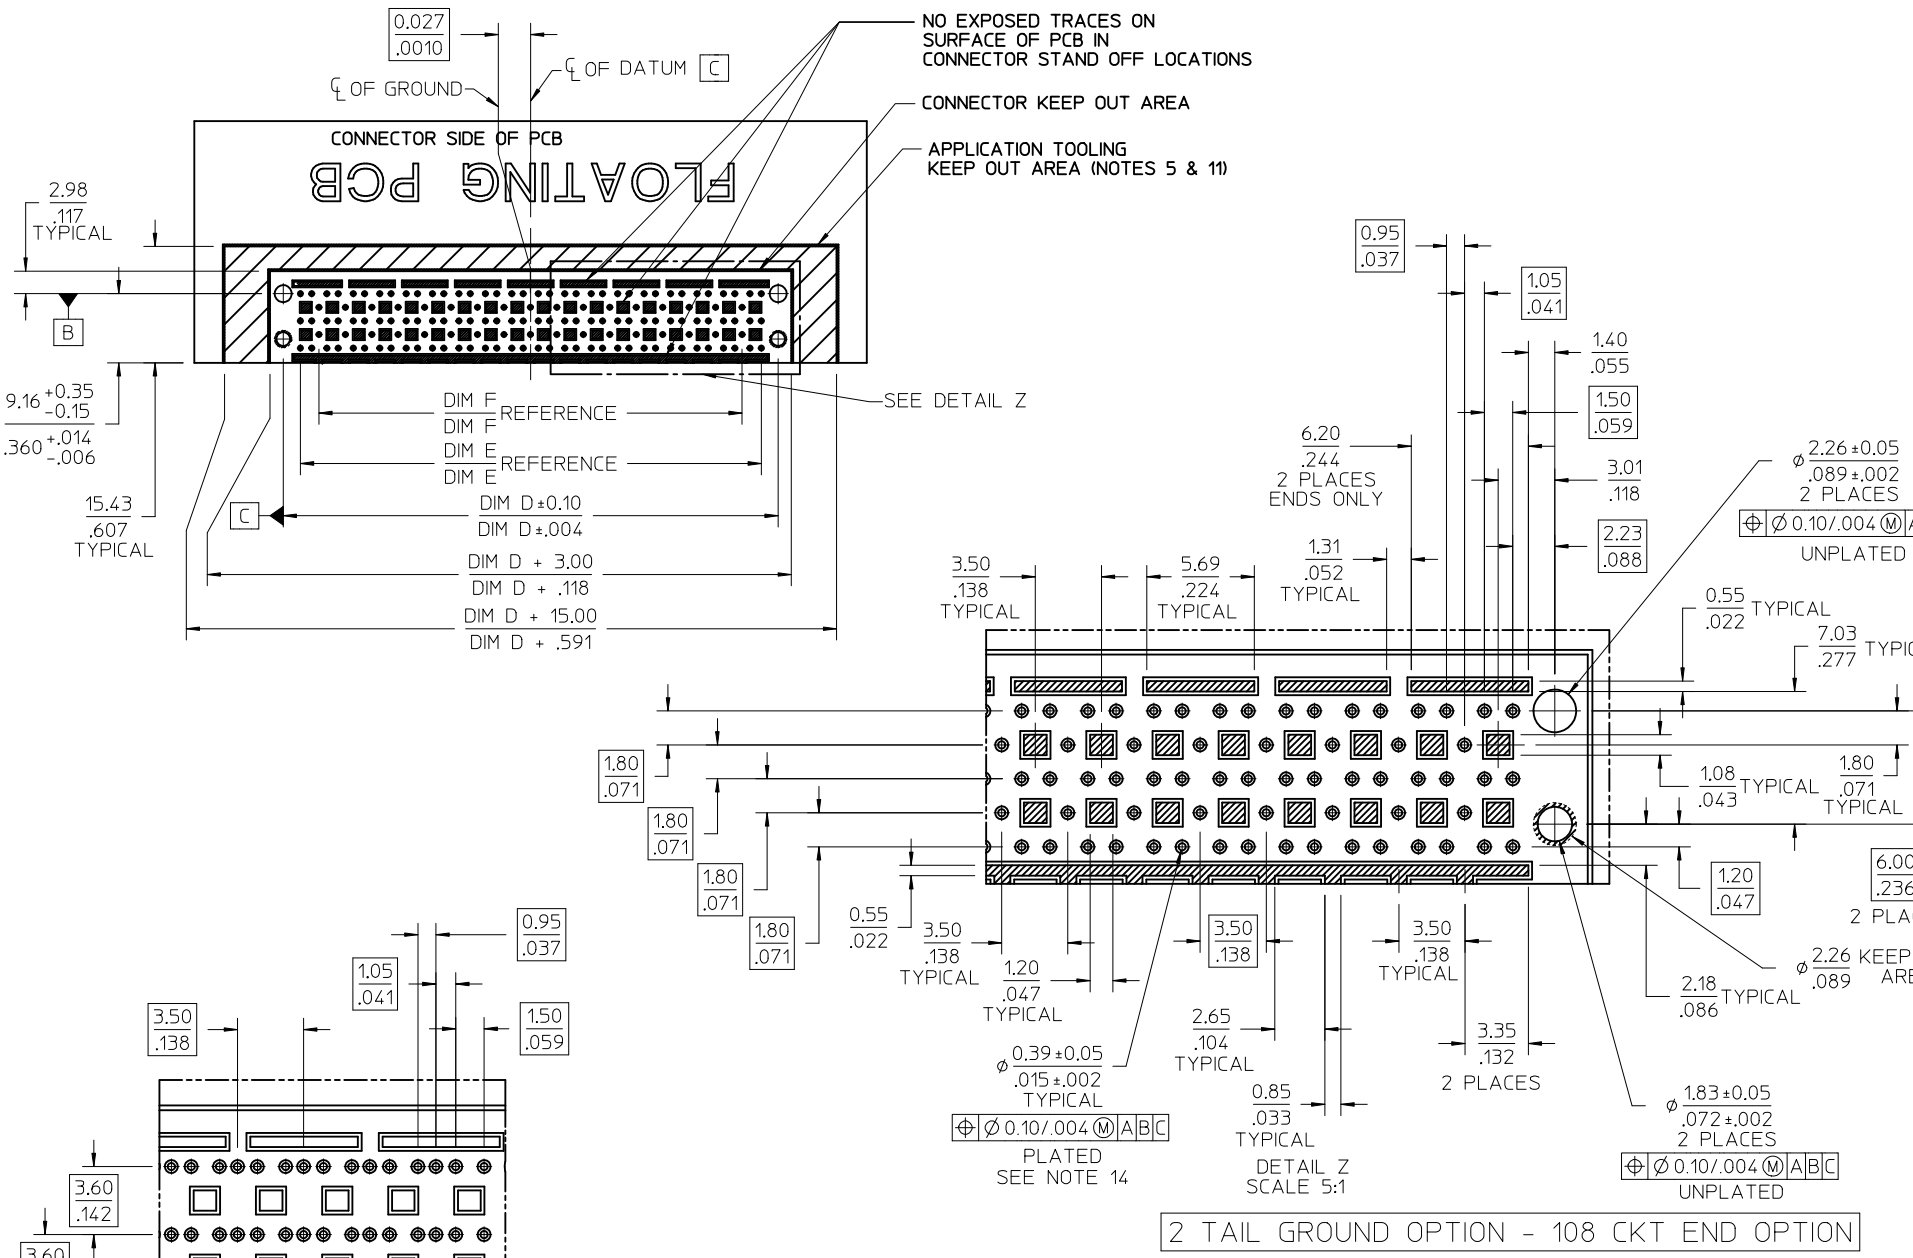 0.027
.0010
℄ OF GROUND
℄ OF DATUM C
NO EXPOSED TRACES ON
SURFACE OF PCB IN
CONNECTOR STAND OFF LOCATIONS
CONNECTOR KEEP OUT AREA
APPLICATION TOOLING
KEEP OUT AREA (NOTES 5 & 11)
CONNECTOR SIDE OF PCB
FLOATING PCB
2.98
.117
TYPICAL
B
9.16 +0.35
-0.15
.360 +.014
-.006
15.43
.607
TYPICAL
DIM F
DIM F
REFERENCE
DIM E
DIM E
REFERENCE
C
DIM D±0.10
DIM D±.004
DIM D + 3.00
DIM D + .118
DIM D + 15.00
DIM D + .591
SEE DETAIL Z
0.95
.037
1.05
.041
1.40
.055
1.50
.059
6.20
.244
2 PLACES
ENDS ONLY
3.01
.118
2.23
.088
⌀ 2.26±0.05
.089±.002
2 PLACES
⌖ ⌀ 0.10/.004 Ⓜ A
UNPLATED
3.50
.138
TYPICAL
5.69
.224
TYPICAL
1.31
.052
TYPICAL
0.55
.022
TYPICAL
7.03
.277
TYPIC
1.80
.071
1.80
.071
1.80
.071
1.80
.071
1.08
.043
TYPICAL
1.80
.071
TYPICAL
6.00
.236
2 PLA
1.20
.047
0.55
.022
3.50
.138
TYPICAL
1.20
.047
TYPICAL
3.50
.138
3.50
.138
TYPICAL
2.18
.086
TYPICAL
⌀ 2.26
.089
KEEP
ARE
2.65
.104
TYPICAL
3.35
.132
2 PLACES
⌀ 0.39±0.05
.015±.002
TYPICAL
⌖ ⌀ 0.10/.004 Ⓜ A B C
PLATED
SEE NOTE 14
0.85
.033
TYPICAL
DETAIL Z
SCALE 5:1
⌀ 1.83±0.05
.072±.002
2 PLACES
⌖ ⌀ 0.10/.004 Ⓜ A B C
UNPLATED
2 TAIL GROUND OPTION - 108 CKT END OPTION
0.95
.037
1.05
.041
1.50
.059
3.50
.138
3.60
.142
3.60